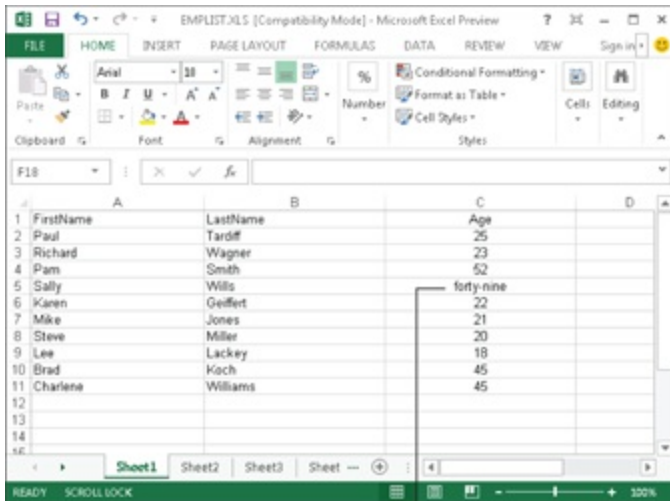 EMPLIST.XLS [Compatibility Mode] - Microsoft Excel Preview ?
FILE HOME INSERT PAGE LAYOUT FORMULAS DATA REVIEW VIEW Sign in
Paste
Arial 10
B I U A A
A
%
Number
Conditional Formatting
Format as Table
Cell Styles
Cells
Editing
Clipboard Font Alignment Styles
F18 fx
A B C D
1 FirstName LastName Age
2 Paul Tardiff 25
3 Richard Wagner 23
4 Pam Smith 52
5 Sally Wills forty-nine
6 Karen Geiffert 22
7 Mike Jones 21
8 Steve Miller 20
9 Lee Lackey 18
10 Brad Koch 45
11 Charlene Williams 45
12
13
14
15
Sheet1 Sheet2 Sheet3 Sheet ...
READY SCROLL LOCK 100%